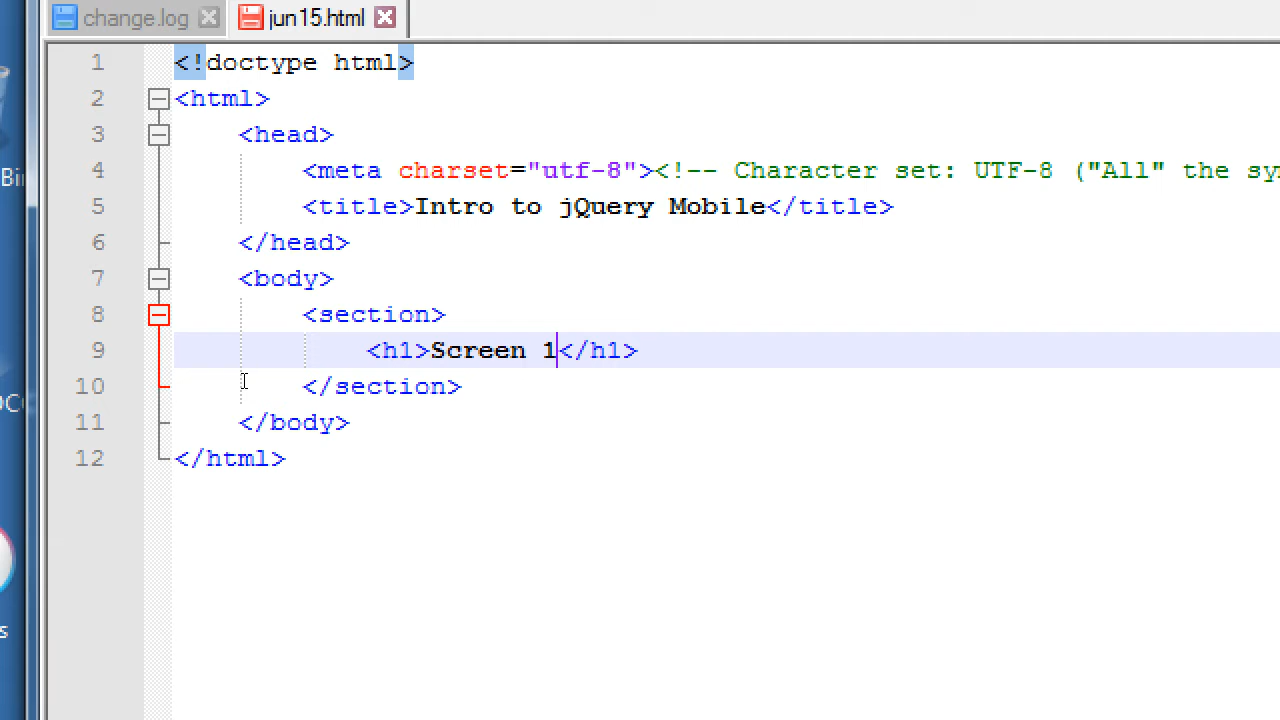 change.log jun15.html
1 <!doctype html>
2 <html>
3 <head>
4 <meta charset="utf-8"><!-- Character set: UTF-8 ("All" the
5 <title>Intro to jQuery Mobile</title>
6 </head>
7 <body>
8 <section>
9 <h1>Screen 1</h1>
10 </section>
11 </body>
12 </html>